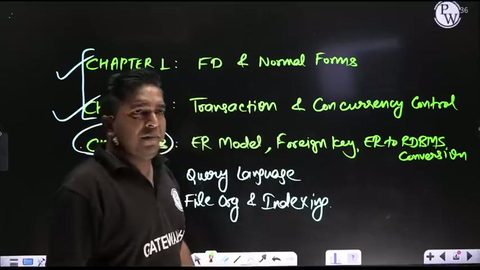 PW
36
CHAPTER 1: FD & Normal Forms
Transaction & Concurrency Control
: ER Model, Foreign Key, ER to RDBMS
Conversion
Query Language
File Org & Indexing.
GATEWALLAH